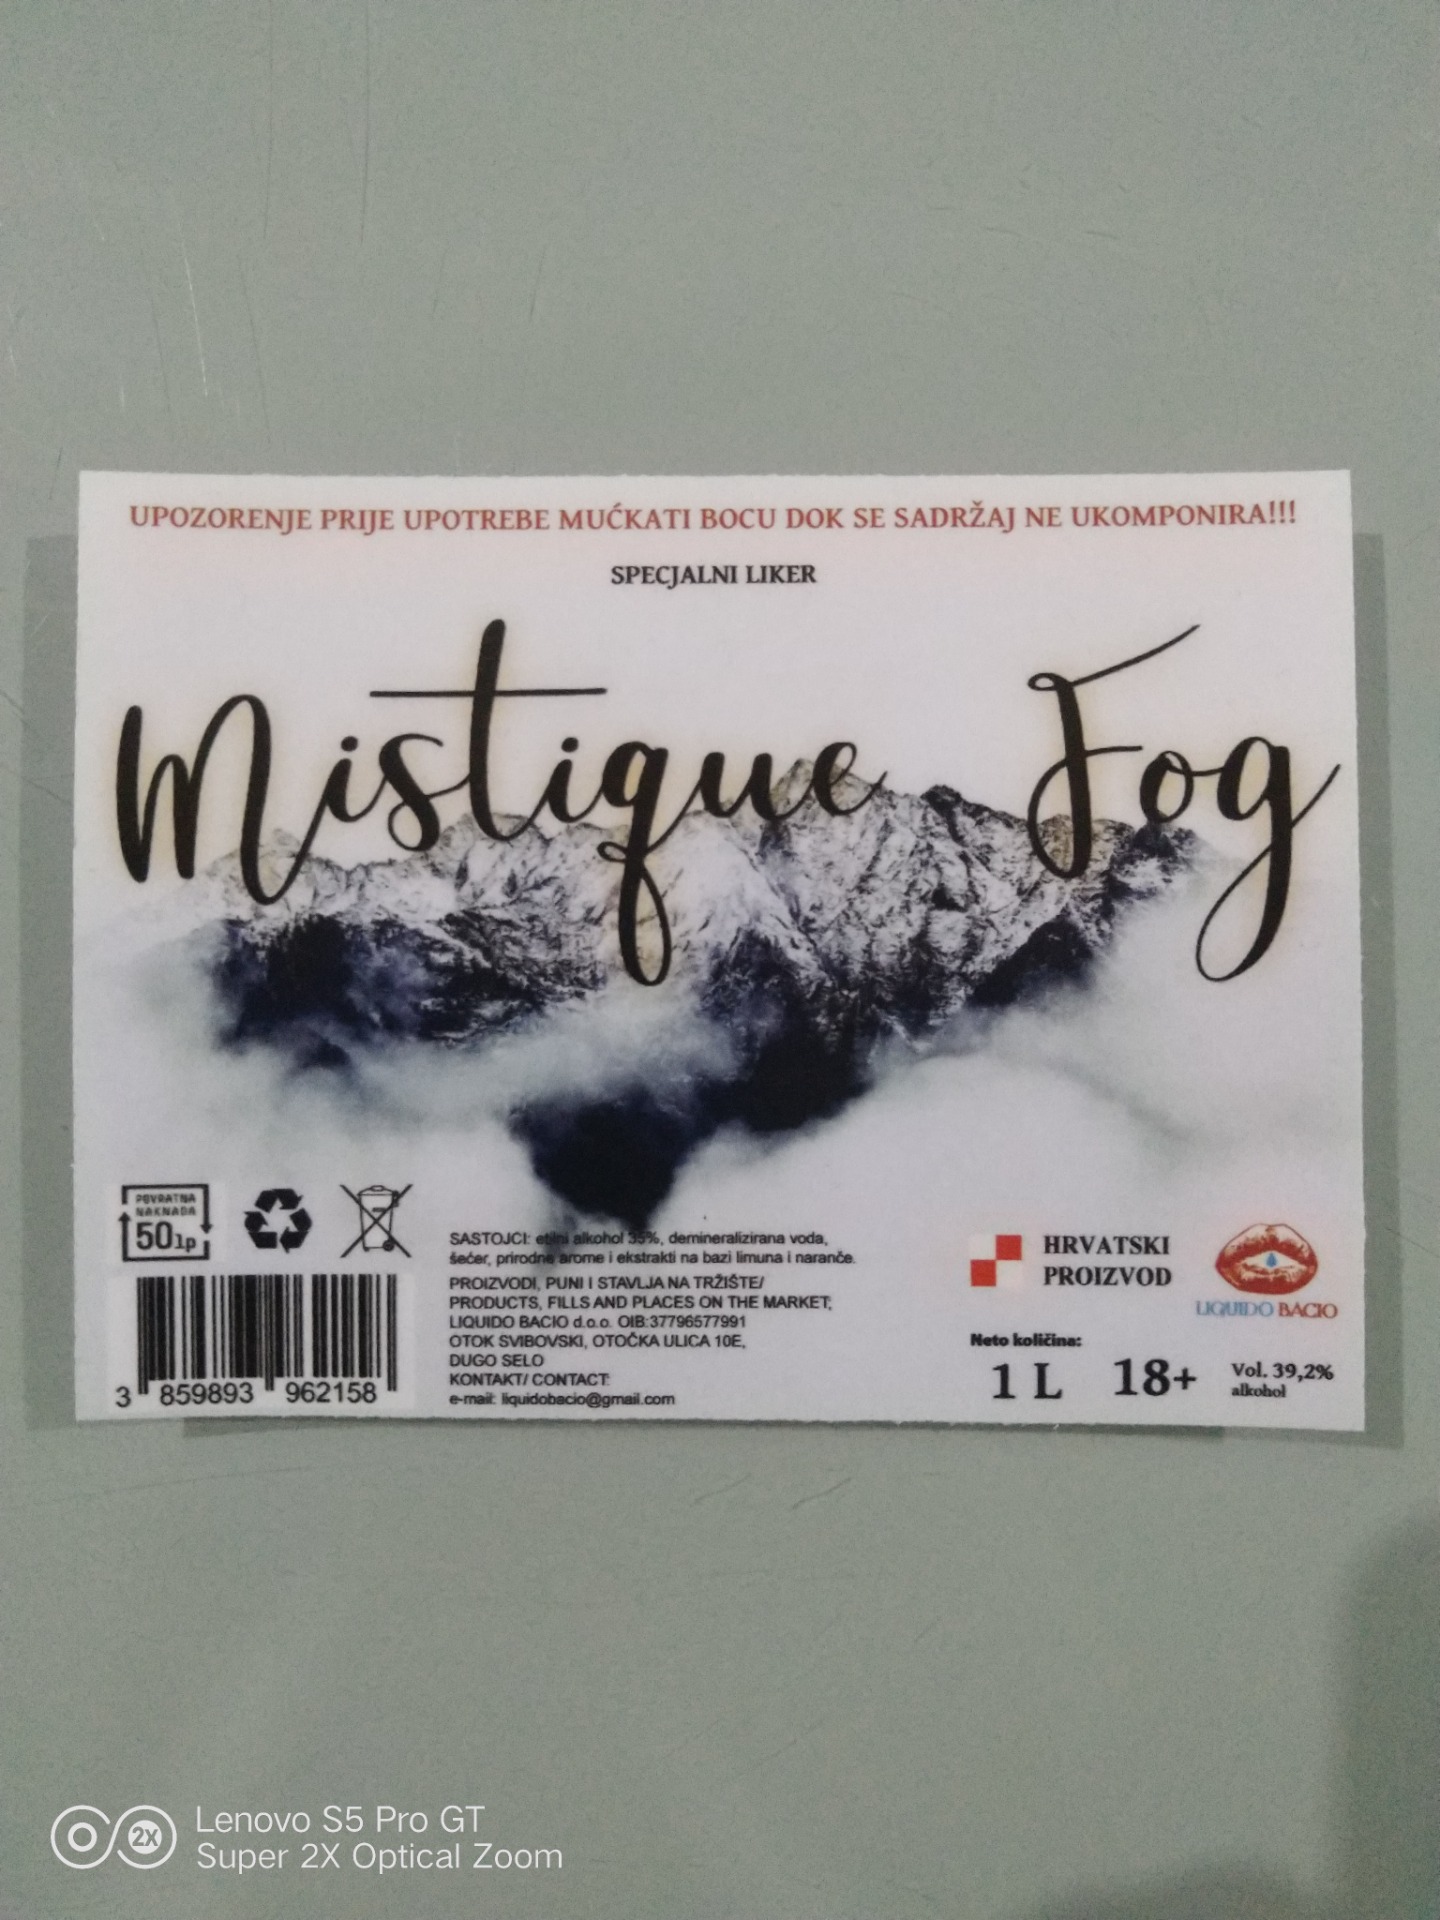 UPOZORENJE PRIJE UPOTREBE MUĆKATI BOCU DOK SE SADRŽAJ NE UKOMPONIRA!!!
SPECJALNI LIKER
Mistique Fog
POVRATNA
NAKNADA
50lp
3 859893 962158
SASTOJCI: etilni alkohol 35%, demineralizirana voda,
šećer, prirodne arome i ekstrakti na bazi limuna i naranče.
PROIZVODI, PUNI I STAVLJA NA TRŽIŠTE/
PRODUCTS, FILLS AND PLACES ON THE MARKET;
LIQUIDO BACIO d.o.o. OIB:37796577991
OTOK SVIBOVSKI, OTOČKA ULICA 10E,
DUGO SELO
KONTAKT/ CONTACT:
e-mail: liquidobacio@gmail.com
HRVATSKI
PROIZVOD
LIQUIDO BACIO
Neto količina:
1 L
18+
Vol. 39,2%
alkohol
2X
Lenovo S5 Pro GT
Super 2X Optical Zoom